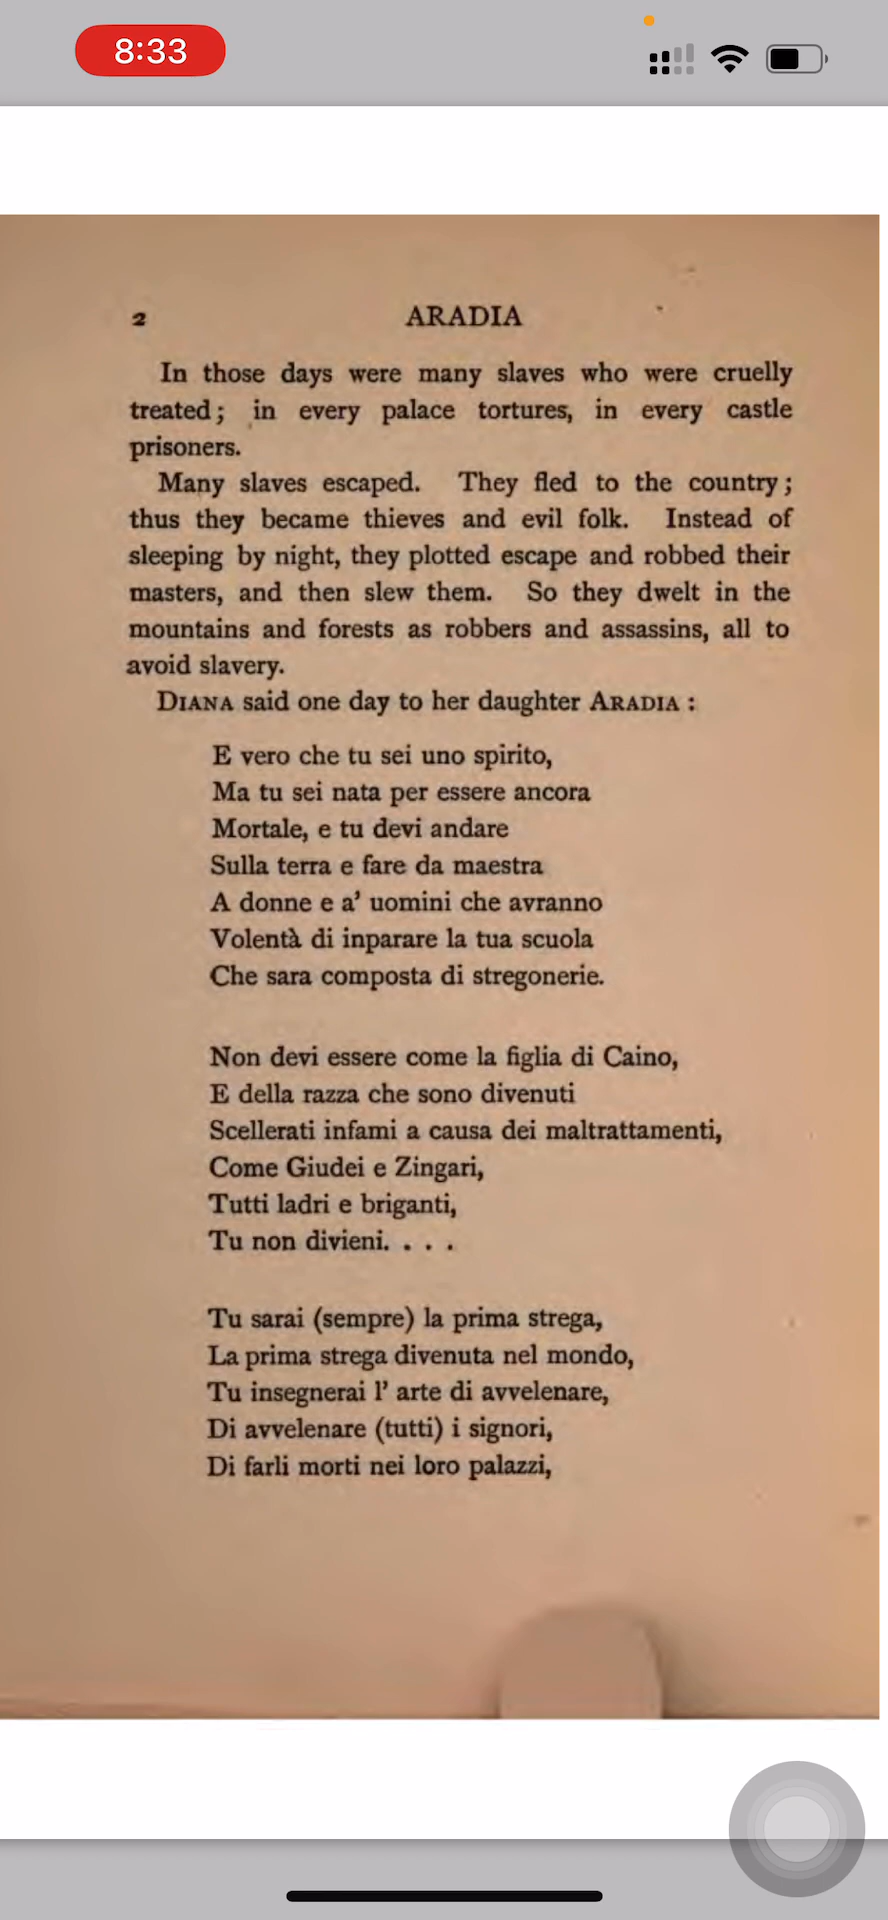 8:33
2 ARADIA
In those days were many slaves who were cruelly
treated; in every palace tortures, in every castle
prisoners.
Many slaves escaped. They fled to the country;
thus they became thieves and evil folk. Instead of
sleeping by night, they plotted escape and robbed their
masters, and then slew them. So they dwelt in the
mountains and forests as robbers and assassins, all to
avoid slavery.
DIANA said one day to her daughter ARADIA :
E vero che tu sei uno spirito,
Ma tu sei nata per essere ancora
Mortale, e tu devi andare
Sulla terra e fare da maestra
A donne e a' uomini che avranno
Volentà di inparare la tua scuola
Che sara composta di stregonerie.
Non devi essere come la figlia di Caino,
E della razza che sono divenuti
Scellerati infami a causa dei maltrattamenti,
Come Giudei e Zingari,
Tutti ladri e briganti,
Tu non divieni. . . .
Tu sarai (sempre) la prima strega,
La prima strega divenuta nel mondo,
Tu insegnerai l' arte di avvelenare,
Di avvelenare (tutti) i signori,
Di farli morti nei loro palazzi,